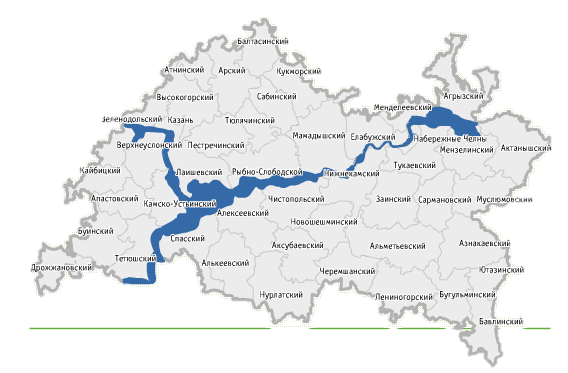 Балтасинский
Атнинский
Арский
Кукморский
Высокогорский
Сабинский
Агрызский
Менделеевский
Зеленодольский
Казань
Тюлячинский
Мамадышский
Елабужский
Набережные Челны
Верхнеуслонский
Пестречинский
Мензелинский
Актанышский
Тукаевский
Кайбицкий
Лаишевский
Рыбно-Слободской
Нижнекамский
Апастовский
Камско-Устьинский
Чистопольский
Заинский
Сармановский
Муслюмовский
Алексеевский
Новошешминский
Буинский
Спасский
Аксубаевский
Альметьевский
Азнакаевский
Тетюшский
Дрожжановский
Алькеевский
Черемшанский
Ютазинский
Нурлатский
Лениногорский
Бугульминский
Бавлинский